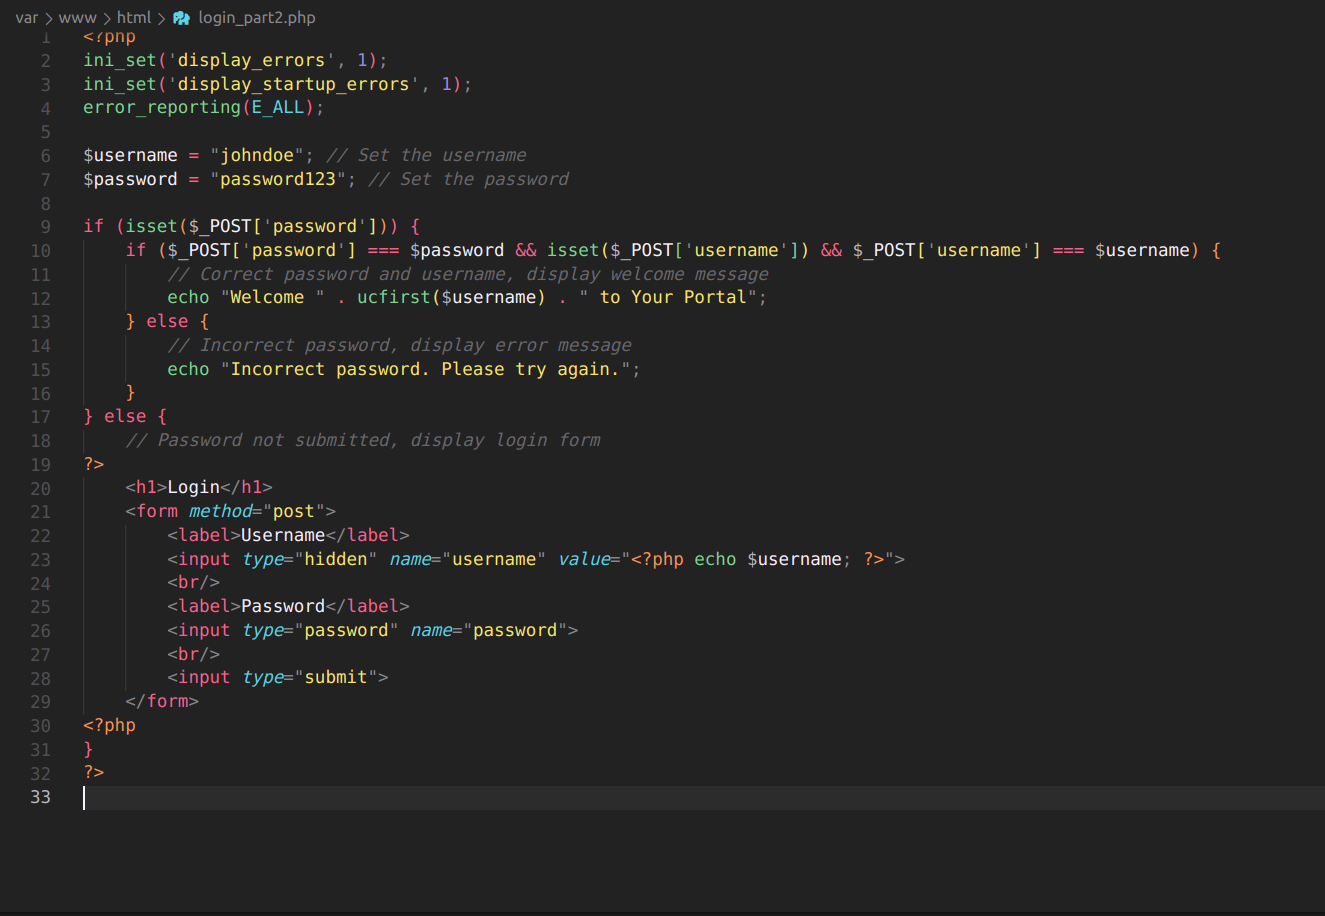 var > www > html > login_part2.php
1 <?php
2 ini_set('display_errors', 1);
3 ini_set('display_startup_errors', 1);
4 error_reporting(E_ALL);
5
6 $username = "johndoe"; // Set the username
7 $password = "password123"; // Set the password
8
9 if (isset($_POST['password'])) {
10     if ($_POST['password'] === $password && isset($_POST['username']) && $_POST['username'] === $username) {
11         // Correct password and username, display welcome message
12         echo "Welcome " . ucfirst($username) . " to Your Portal";
13     } else {
14         // Incorrect password, display error message
15         echo "Incorrect password. Please try again.";
16     }
17 } else {
18     // Password not submitted, display login form
19 ?>
20     <h1>Login</h1>
21     <form method="post">
22         <label>Username</label>
23         <input type="hidden" name="username" value="<?php echo $username; ?>">
24         <br/>
25         <label>Password</label>
26         <input type="password" name="password">
27         <br/>
28         <input type="submit">
29     </form>
30 <?php
31 }
32 ?>
33